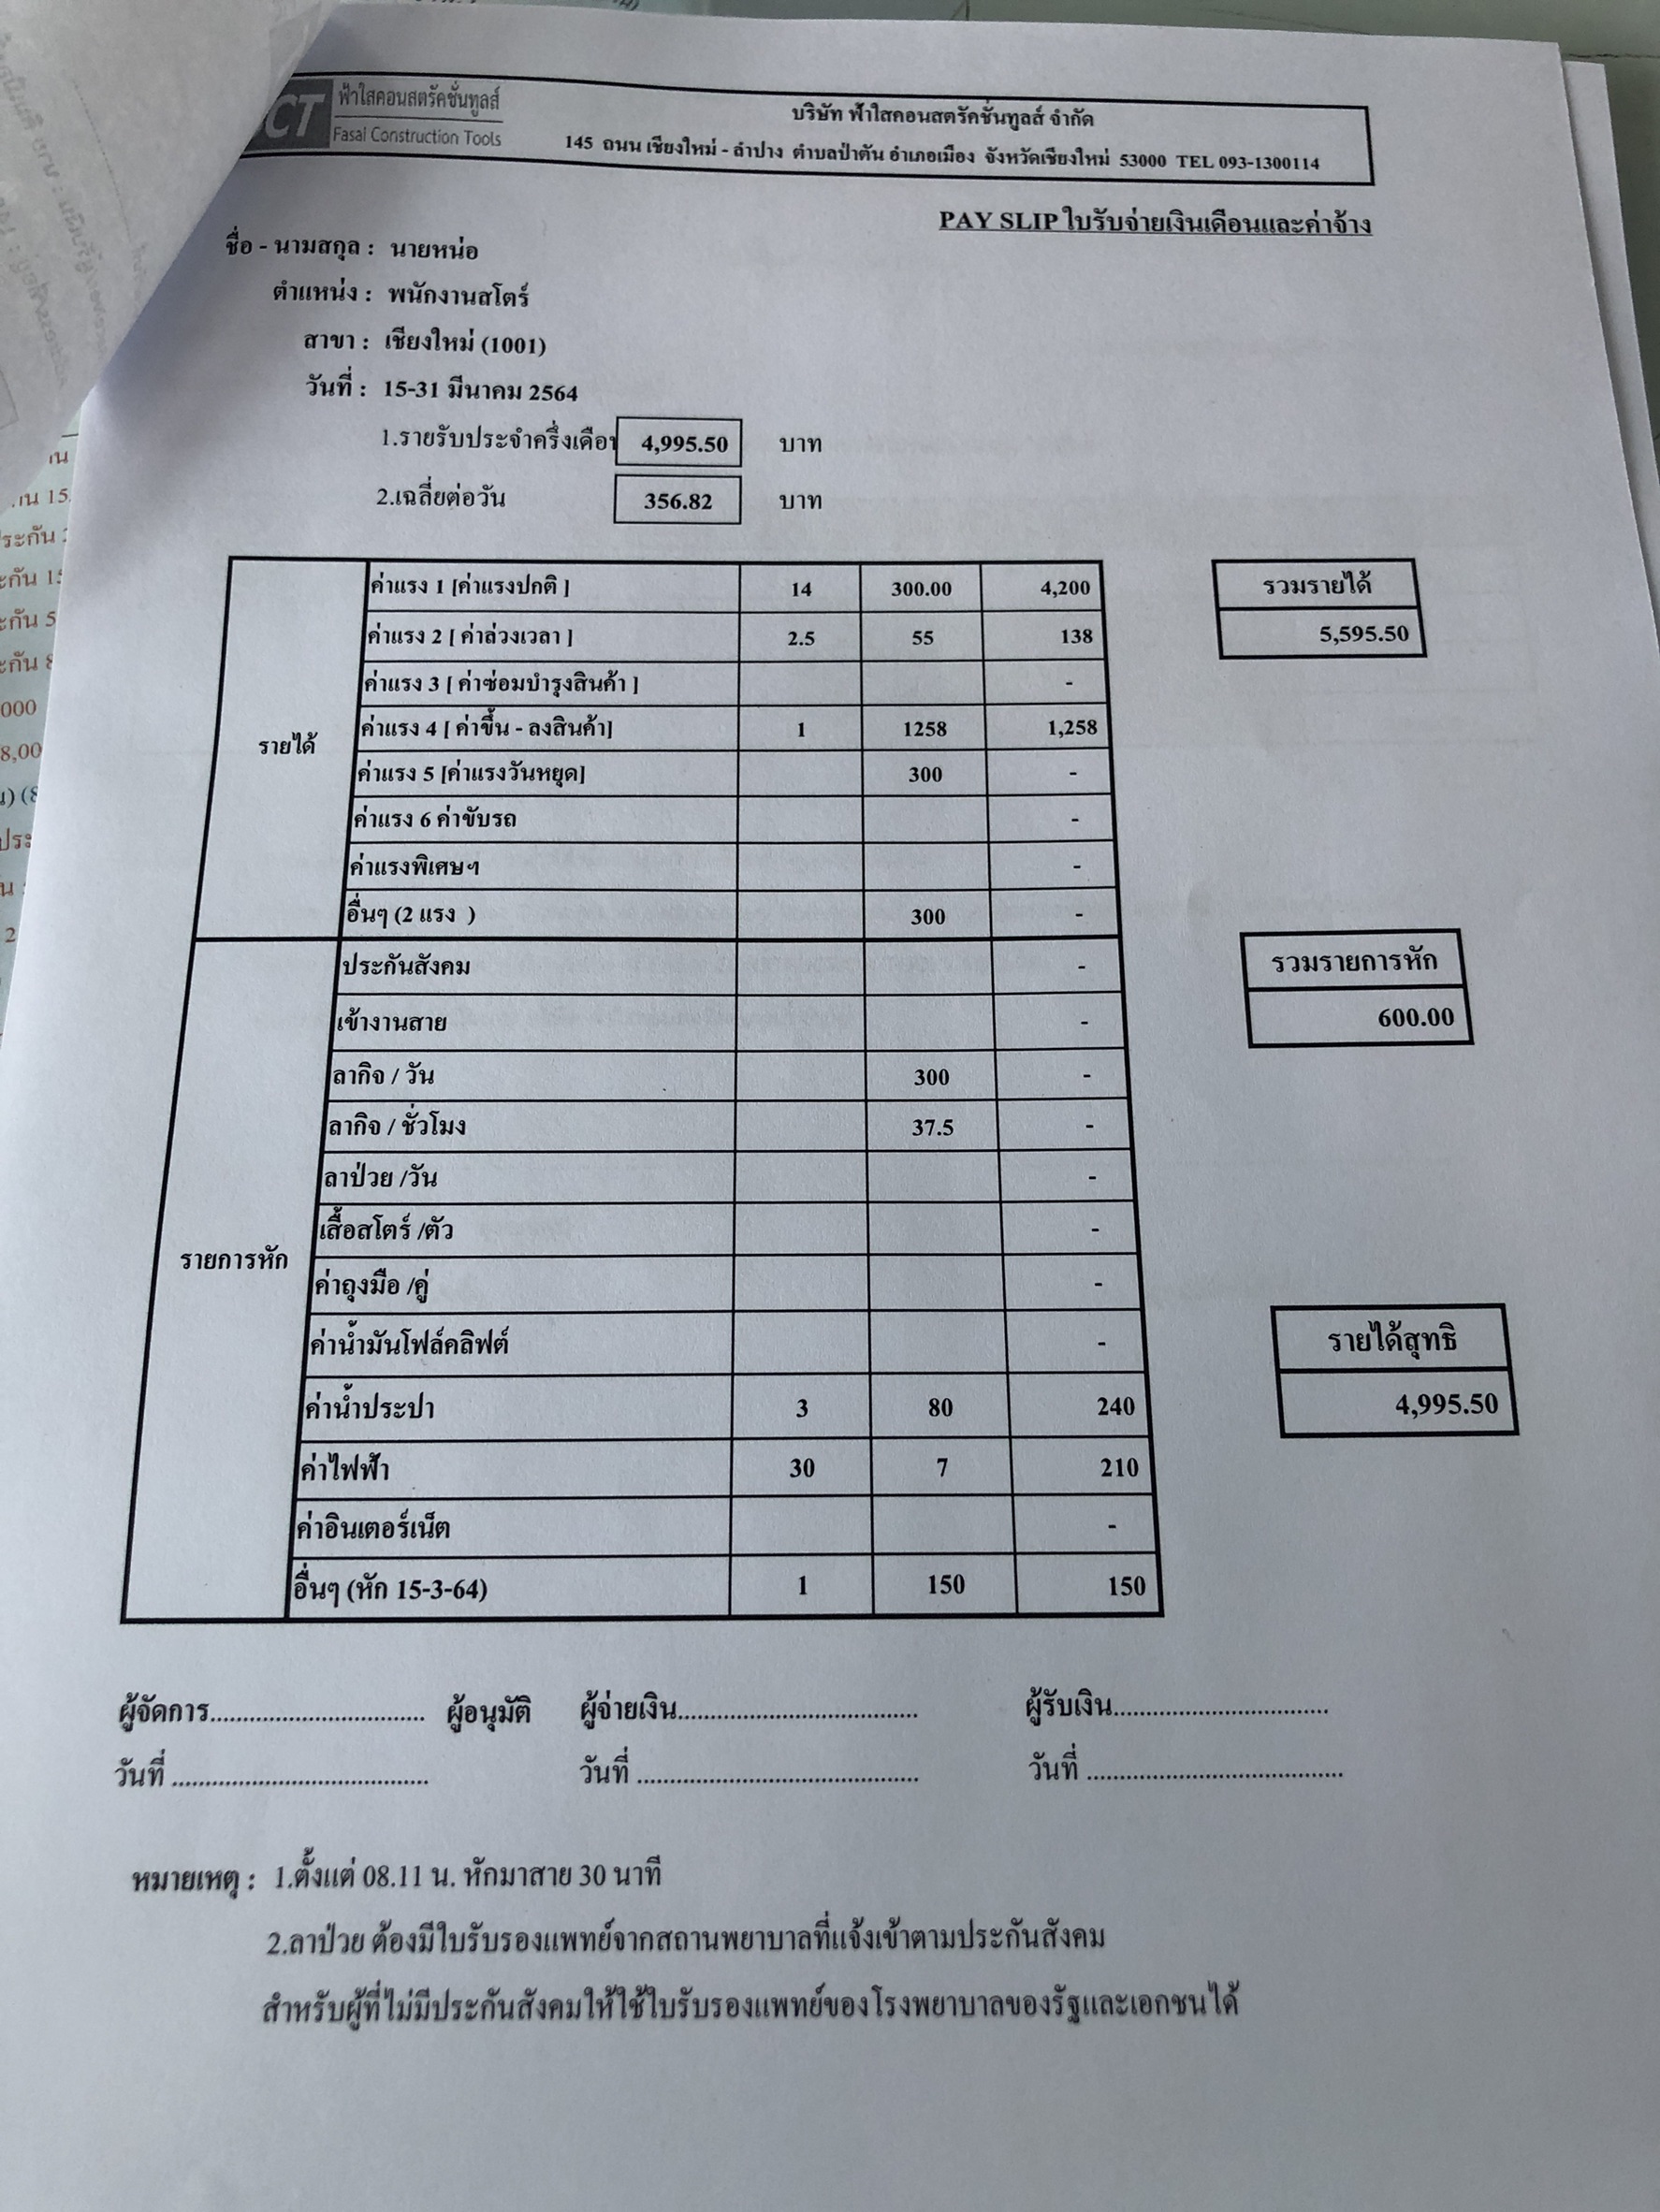 CT ฟ้าใสคอนสตรัคชั่นทูลส์
Fasai Construction Tools
บริษัท ฟ้าใสคอนสตรัคชั่นทูลส์ จำกัด
145 ถนน เชียงใหม่ - ลำปาง ตำบลป่าตัน อำเภอเมือง จังหวัดเชียงใหม่ 53000 TEL 093-1300114
PAY SLIP ใบรับจ่ายเงินเดือนและค่าจ้าง
ชื่อ - นามสกุล : นายหน่อ
ตำแหน่ง : พนักงานสโตร์
สาขา : เชียงใหม่ (1001)
วันที่ : 15-31 มีนาคม 2564
1.รายรับประจำครึ่งเดือน 4,995.50 บาท
2.เฉลี่ยต่อวัน 356.82 บาท
รายได้
ค่าแรง 1 [ค่าแรงปกติ ] 14 300.00 4,200
ค่าแรง 2 [ ค่าล่วงเวลา ] 2.5 55 138
ค่าแรง 3 [ ค่าซ่อมบำรุงสินค้า ] -
ค่าแรง 4 [ ค่าขึ้น - ลงสินค้า] 1 1258 1,258
ค่าแรง 5 [ค่าแรงวันหยุด] 300 -
ค่าแรง 6 ค่าขับรถ -
ค่าแรงพิเศษฯ -
อื่นๆ (2 แรง ) 300 -
รวมรายได้
5,595.50
รายการหัก
ประกันสังคม -
เข้างานสาย -
ลากิจ / วัน 300 -
ลากิจ / ชั่วโมง 37.5 -
ลาป่วย /วัน -
เสื้อสโตร์ /ตัว -
ค่าถุงมือ /คู่ -
ค่าน้ำมันโฟล์คลิฟต์ -
ค่าน้ำประปา 3 80 240
ค่าไฟฟ้า 30 7 210
ค่าอินเตอร์เน็ต -
อื่นๆ (หัก 15-3-64) 1 150 150
รวมรายการหัก
600.00
รายได้สุทธิ
4,995.50
ผู้จัดการ................................. ผู้อนุมัติ ผู้จ่ายเงิน.................................... ผู้รับเงิน.................................
วันที่ ....................................... วันที่ ........................................... วันที่ .......................................
หมายเหตุ : 1.ตั้งแต่ 08.11 น. หักมาสาย 30 นาที
2.ลาป่วย ต้องมีใบรับรองแพทย์จากสถานพยาบาลที่แจ้งเข้าตามประกันสังคม
สำหรับผู้ที่ไม่มีประกันสังคมให้ใช้ใบรับรองแพทย์ของโรงพยาบาลของรัฐและเอกชนได้